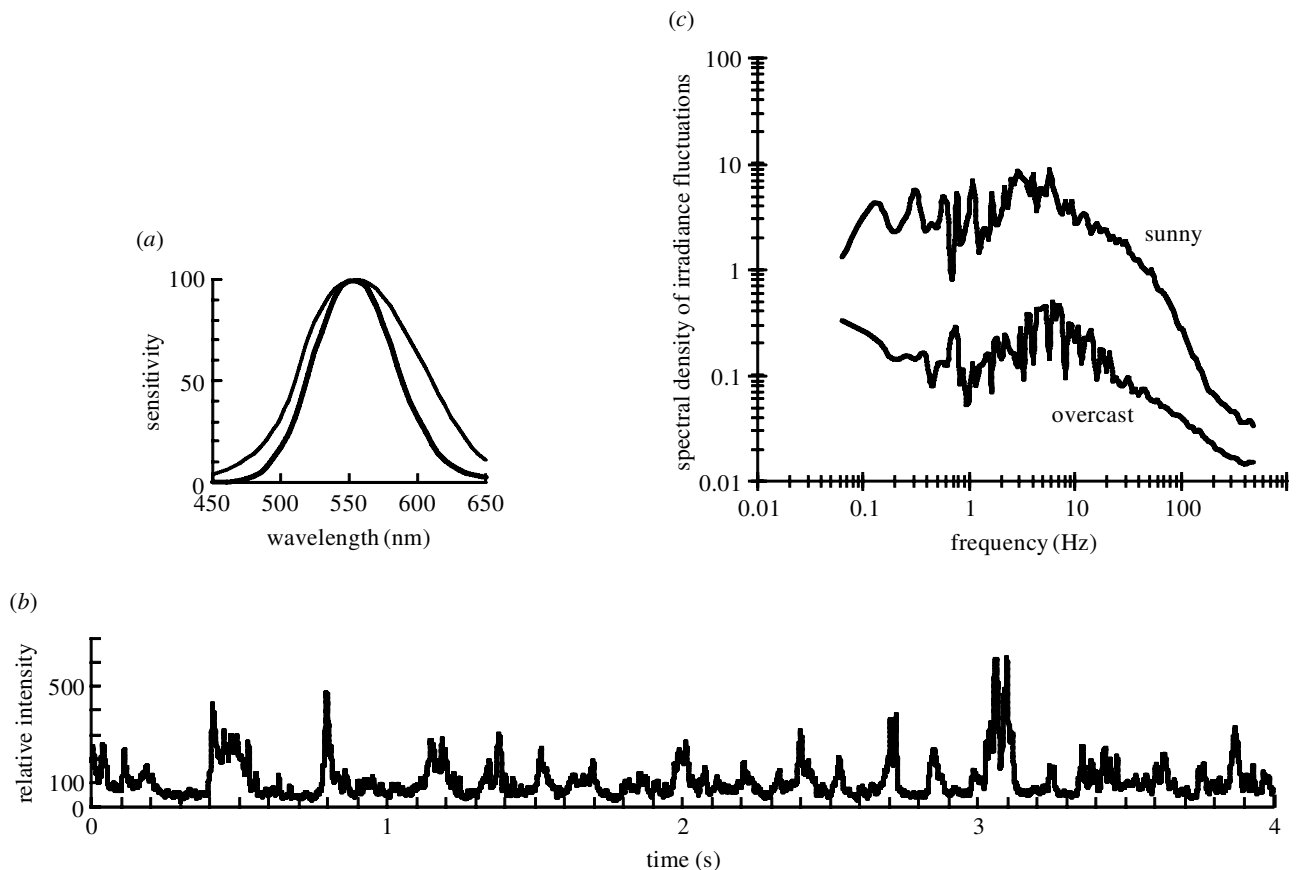 (c)
100
10
1
0.1
0.01
spectral density of irradiance fluctuations
sunny
overcast
0.01 0.1 1 10 100
frequency (Hz)
(a)
100
50
0
sensitivity
450 500 550 600 650
wavelength (nm)
(b)
relative intensity
500
100
0
0 1 2 3 4
time (s)